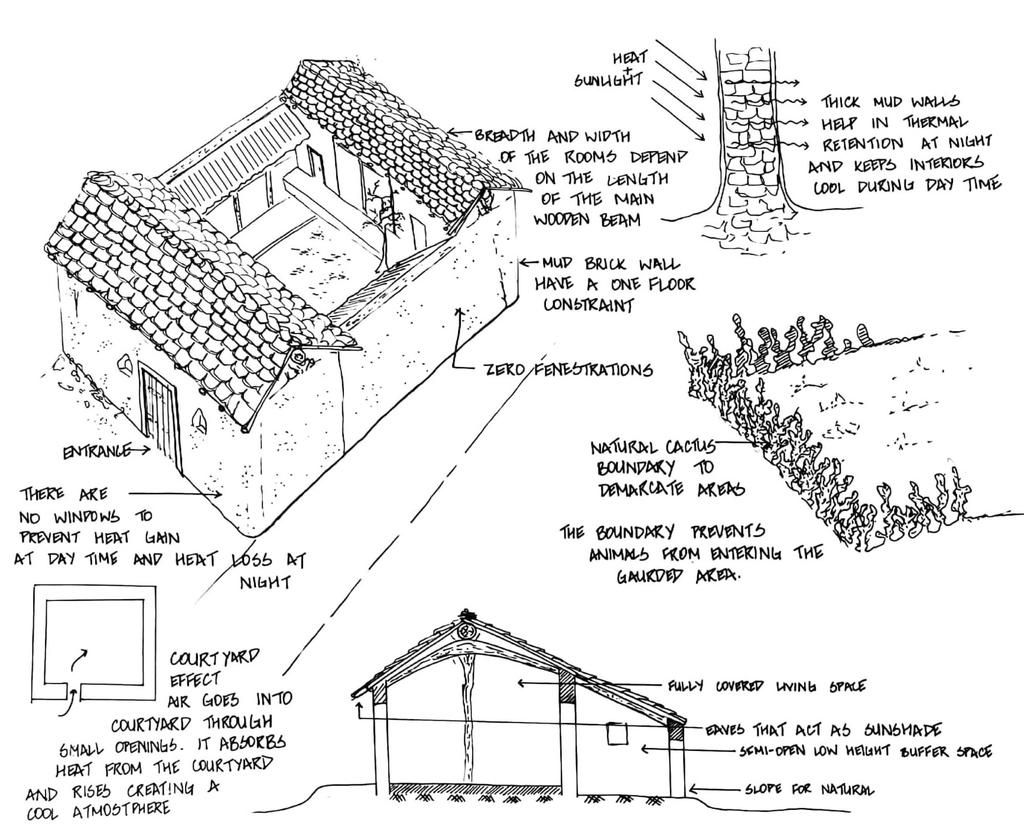 HEAT
+
SUNLIGHT
THICK MUD WALLS
HELP IN THERMAL
RETENTION AT NIGHT
AND KEEPS INTERIORS
COOL DURING DAY TIME
BREADTH AND WIDTH
OF THE ROOMS DEPEND
ON THE LENGTH
OF THE MAIN
WOODEN BEAM
MUD BRICK WALL
HAVE A ONE FLOOR
CONSTRAINT
ZERO FENESTRATIONS
ENTRANCE
THERE ARE
NO WINDOWS TO
PREVENT HEAT GAIN
AT DAY TIME AND HEAT LOSS AT
NIGHT
NATURAL CACTUS
BOUNDARY TO
DEMARCATE AREAS
THE BOUNDARY PREVENTS
ANIMALS FROM ENTERING THE
GAURDED AREA.
COURTYARD
EFFECT
AIR GOES INTO
COURTYARD THROUGH
SMALL OPENINGS. IT ABSORBS
HEAT FROM THE COURTYARD
AND RISES CREATING A
COOL ATMOSTPHERE
FULLY COVERED LIVING SPACE
EAVES THAT ACT AS SUNSHADE
SEMI-OPEN LOW HEIGHT BUFFER SPACE
SLOPE FOR NATURAL